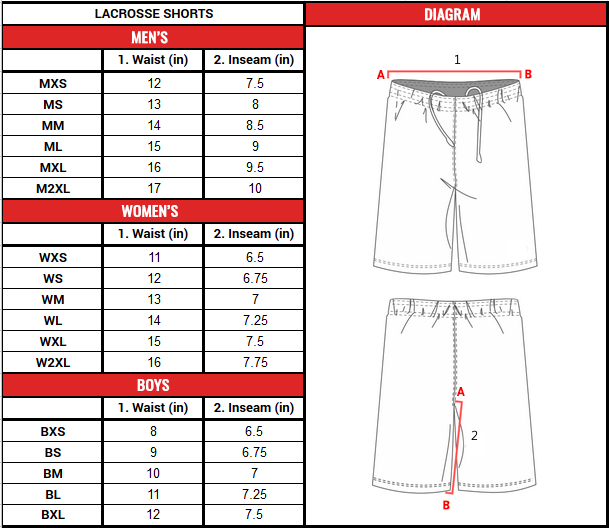 LACROSSE SHORTS
MEN'S
1. Waist (in) 2. Inseam (in)
MXS 12 7.5
MS 13 8
MM 14 8.5
ML 15 9
MXL 16 9.5
M2XL 17 10
WOMEN'S
1. Waist (in) 2. Inseam (in)
WXS 11 6.5
WS 12 6.75
WM 13 7
WL 14 7.25
WXL 15 7.5
W2XL 16 7.75
BOYS
1. Waist (in) 2. Inseam (in)
BXS 8 6.5
BS 9 6.75
BM 10 7
BL 11 7.25
BXL 12 7.5
DIAGRAM
1
A B
A
2
B